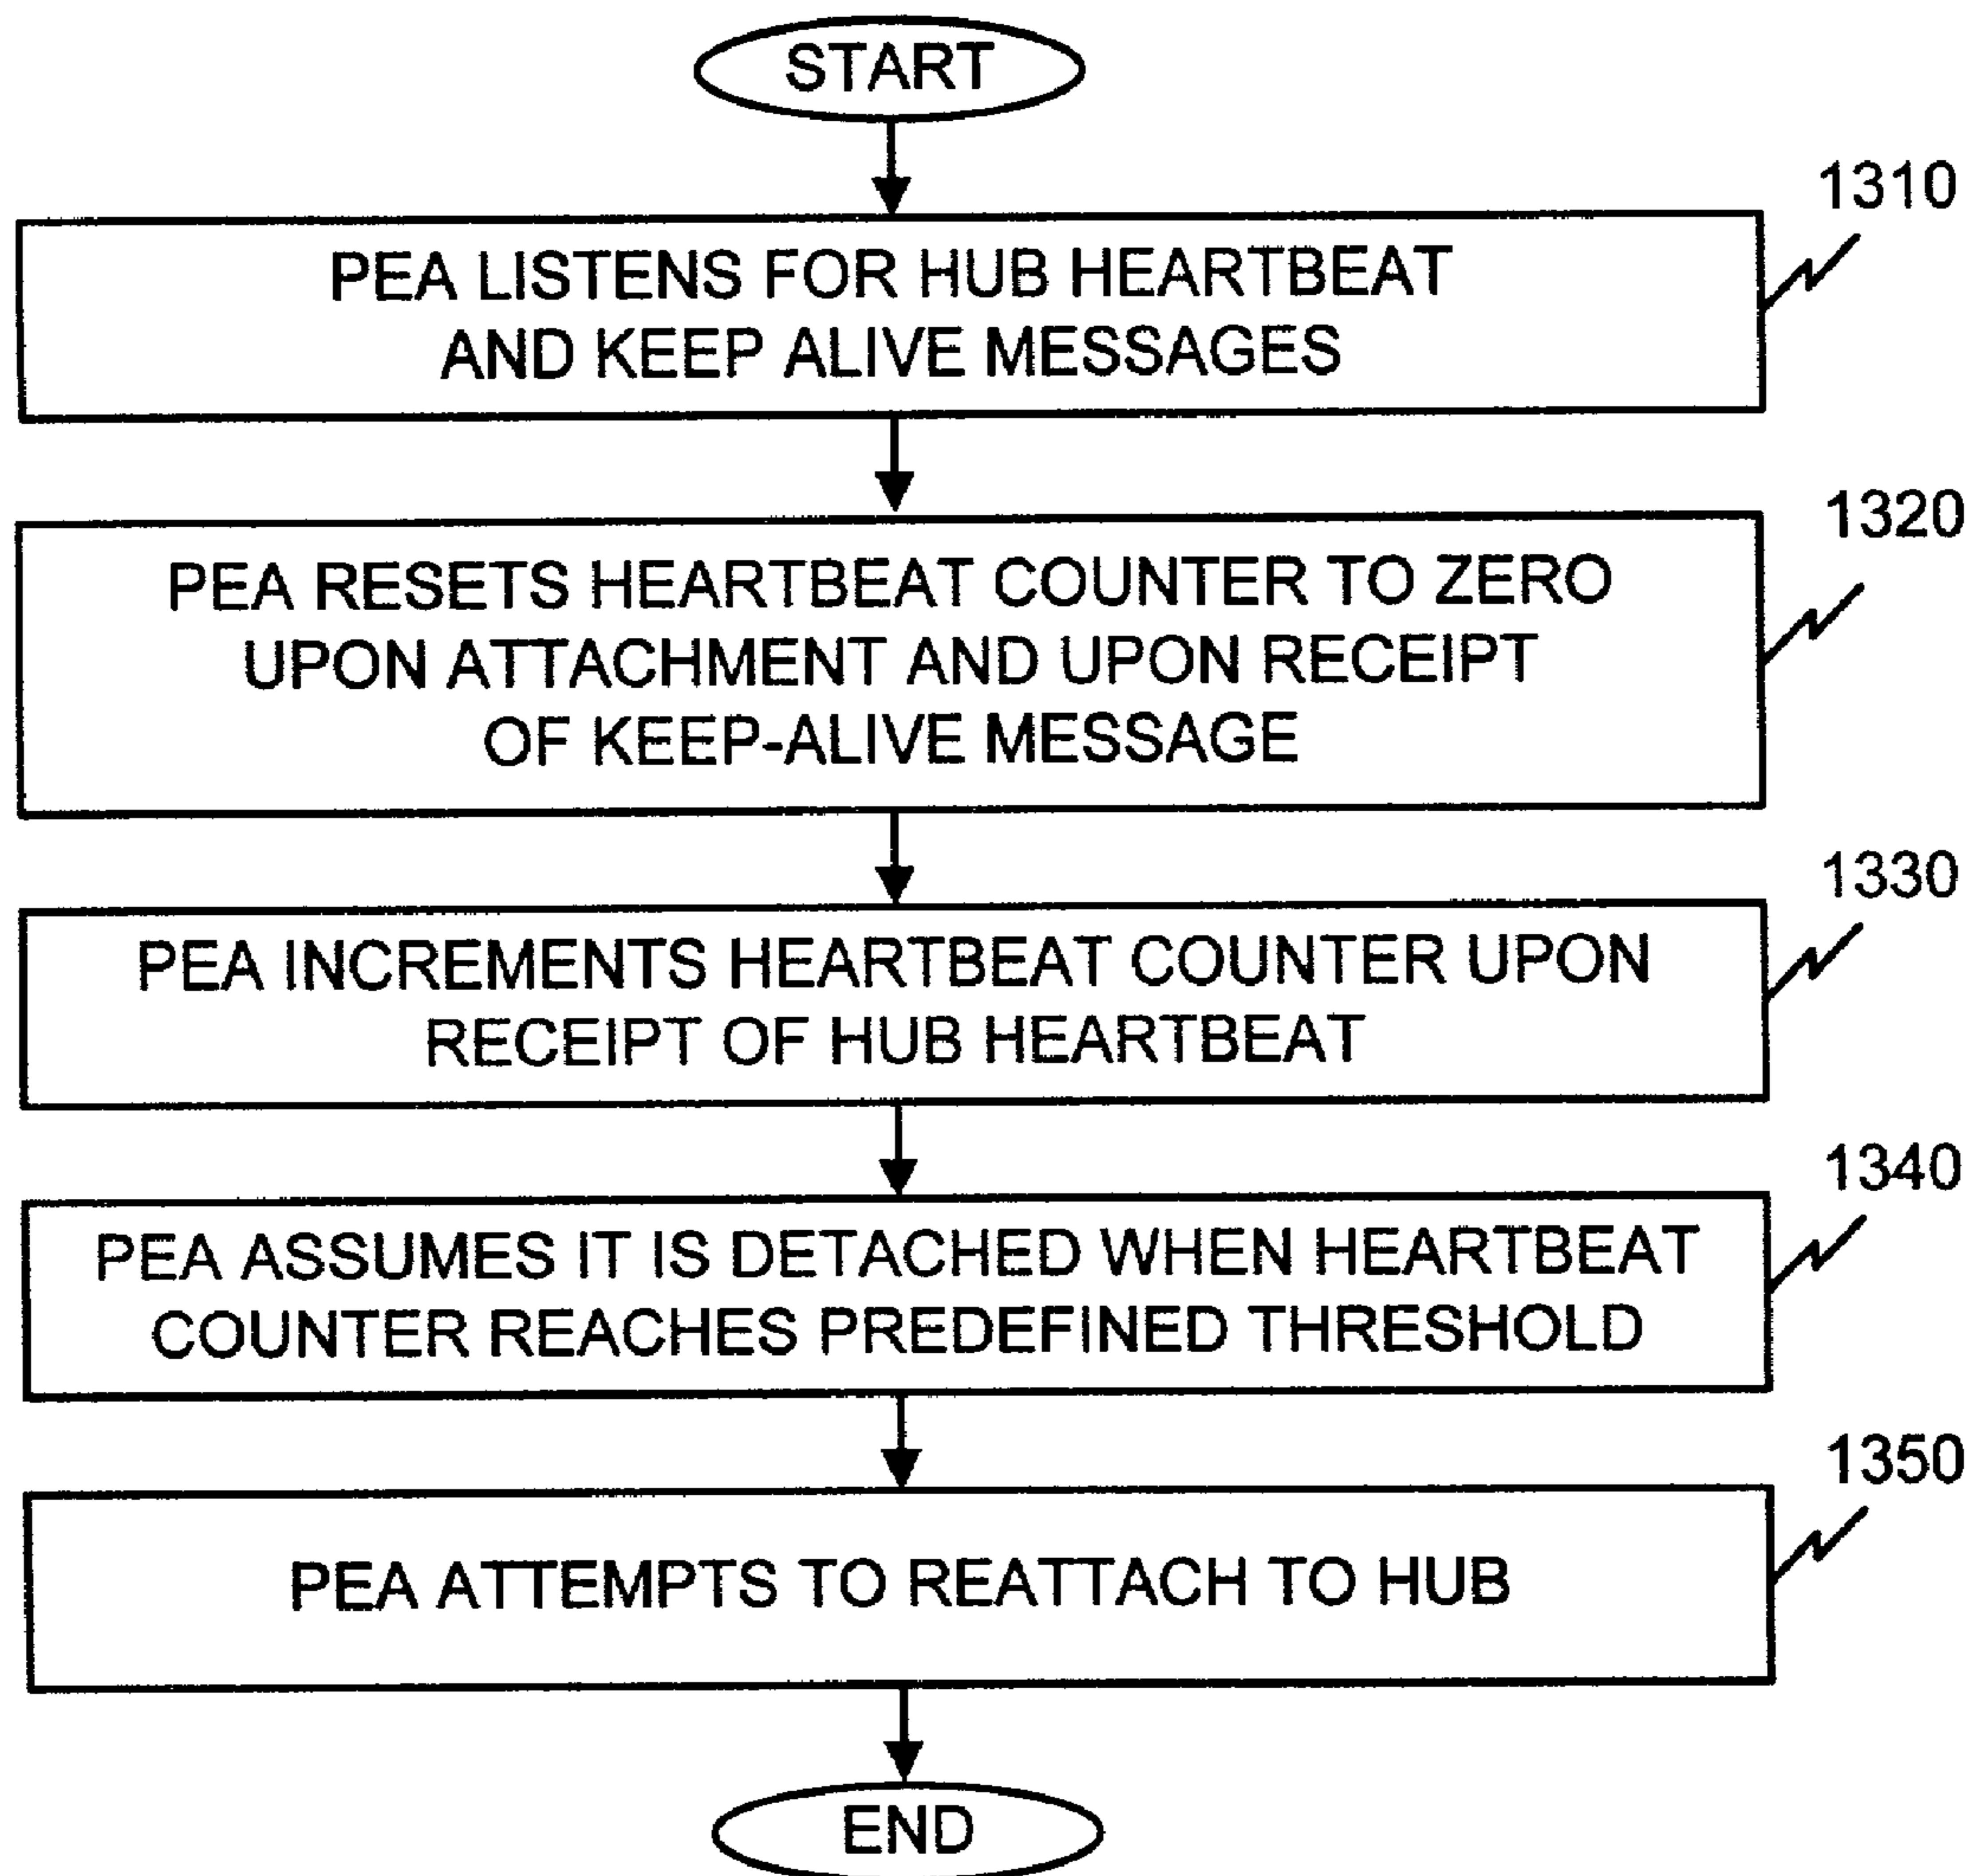 START
1310
PEA LISTENS FOR HUB HEARTBEAT
AND KEEP ALIVE MESSAGES
1320
PEA RESETS HEARTBEAT COUNTER TO ZERO
UPON ATTACHMENT AND UPON RECEIPT
OF KEEP-ALIVE MESSAGE
1330
PEA INCREMENTS HEARTBEAT COUNTER UPON
RECEIPT OF HUB HEARTBEAT
1340
PEA ASSUMES IT IS DETACHED WHEN HEARTBEAT
COUNTER REACHES PREDEFINED THRESHOLD
1350
PEA ATTEMPTS TO REATTACH TO HUB
END